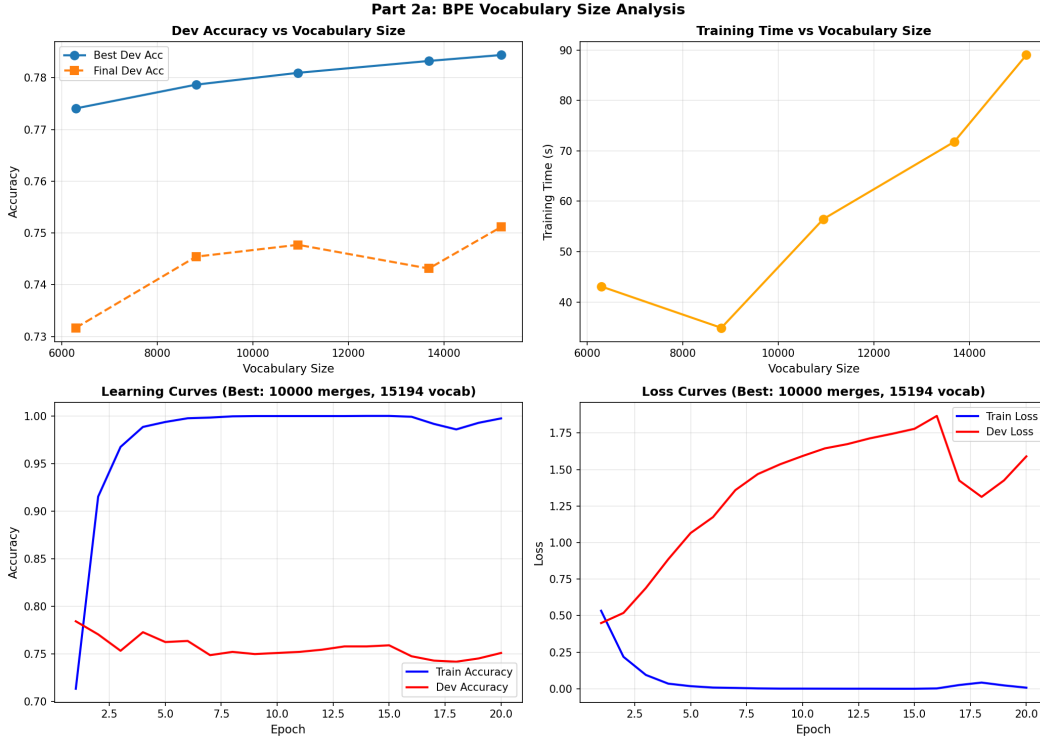 Part 2a: BPE Vocabulary Size Analysis
Dev Accuracy vs Vocabulary Size
Best Dev Acc
Final Dev Acc
0.78
0.77
0.76
0.75
0.74
0.73
Accuracy
6000 8000 10000 12000 14000
Vocabulary Size
Training Time vs Vocabulary Size
90
80
70
60
50
40
Training Time (s)
6000 8000 10000 12000 14000
Vocabulary Size
Learning Curves (Best: 10000 merges, 15194 vocab)
1.00
0.95
0.90
0.85
0.80
0.75
0.70
Accuracy
Train Accuracy
Dev Accuracy
2.5 5.0 7.5 10.0 12.5 15.0 17.5 20.0
Epoch
Loss Curves (Best: 10000 merges, 15194 vocab)
Train Loss
Dev Loss
1.75
1.50
1.25
1.00
0.75
0.50
0.25
0.00
Loss
2.5 5.0 7.5 10.0 12.5 15.0 17.5 20.0
Epoch